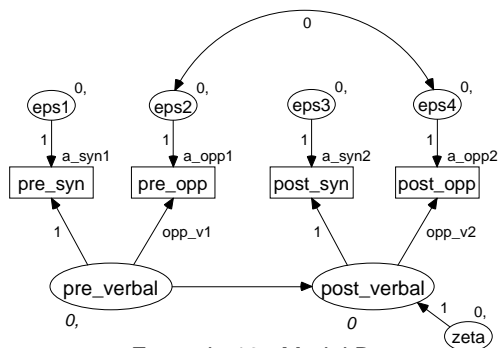 0
0, 0, 0, 0,
eps1 eps2 eps3 eps4
1 1 1 1
a_syn1 a_opp1 a_syn2 a_opp2
pre_syn pre_opp post_syn post_opp
1 opp_v1 1 opp_v2
pre_verbal post_verbal
0, 0 1 0,
zeta